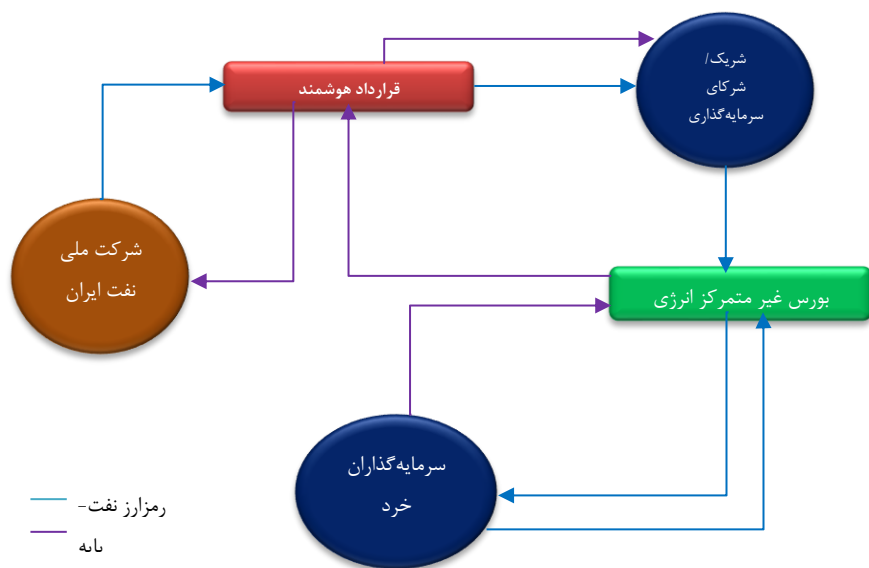 قرارداد هوشمند
شریک/
شرکای
سرمایه‌گذاری
شرکت ملی
نفت ایران
بورس غیر متمرکز انرژی
سرمایه‌گذاران
خرد
رمزارز نفت-
پایه